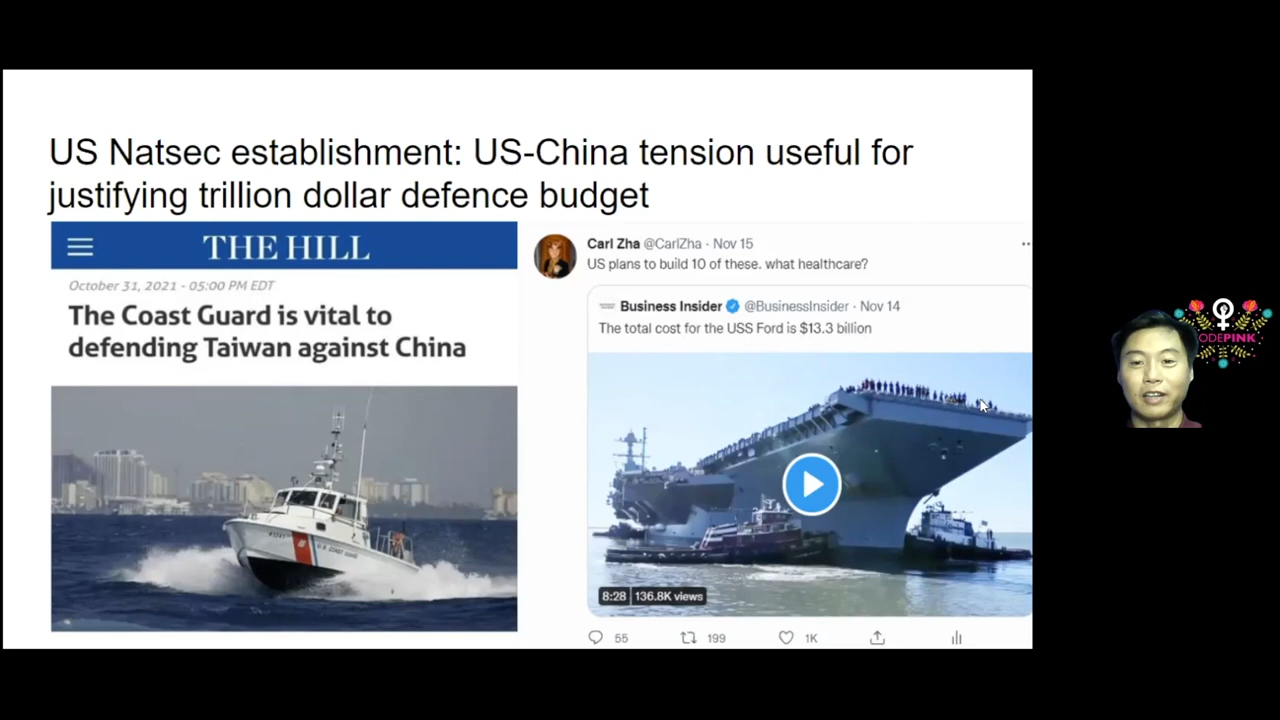 US Natsec establishment: US-China tension useful for
justifying trillion dollar defence budget
THE HILL
October 31, 2021 - 05:00 PM EDT
The Coast Guard is vital to
defending Taiwan against China
U.S. COAST GUARD
Carl Zha @CarlZha · Nov 15
US plans to build 10 of these. what healthcare?
Business Insider @BusinessInsider · Nov 14
The total cost for the USS Ford is $13.3 billion
8:28 136.8K views
55 199 1K
ODEPINK